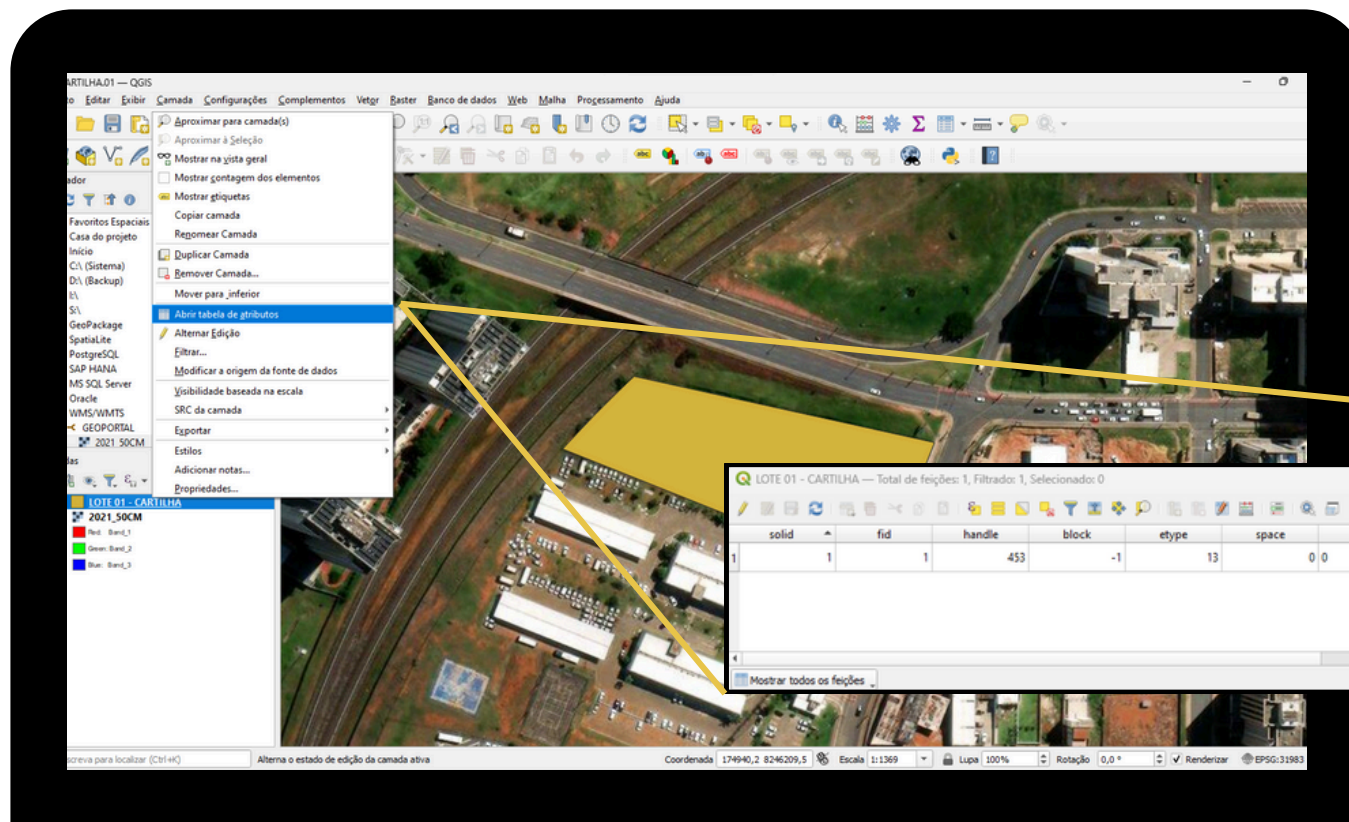 ARTILHA.01 — QGIS
to Editar Exibir Camada Configurações Complementos Vetor Raster Banco de dados Web Malha Processamento Ajuda
Aproximar para camada(s)
Aproximar à Seleção
Mostrar na vista geral
Mostrar contagem dos elementos
Mostrar etiquetas
Copiar camada
Renomear Camada
Duplicar Camada
Remover Camada...
Mover para _inferior
Abrir tabela de atributos
Alternar Edição
Filtrar...
Modificar a origem da fonte de dados
Visibilidade baseada na escala
SRC da camada
Exportar
Estilos
Adicionar notas...
Propriedades...
ador
Favoritos Espaciais
Casa do projeto
Início
C:\ (Sistema)
D:\ (Backup)
I:\
S:\
GeoPackage
SpatiaLite
PostgreSQL
SAP HANA
MS SQL Server
Oracle
WMS/WMTS
GEOPORTAL
2021 50CM
das
LOTE 01 - CARTILHA
2021_50CM
Red: Band_1
Green: Band_2
Blue: Band_3
LOTE 01 - CARTILHA — Total de feições: 1, Filtrado: 1, Selecionado: 0
solid fid handle block etype space
1 1 1 453 -1 13 0 0
Mostrar todos os feições
screva para localizar (Ctrl+K) Alterna o estado de edição da camada ativa Coordenada 174940,2 8246209,5 Escala 1:1369 Lupa 100% Rotação 0,0 ° Renderizar EPSG:31983